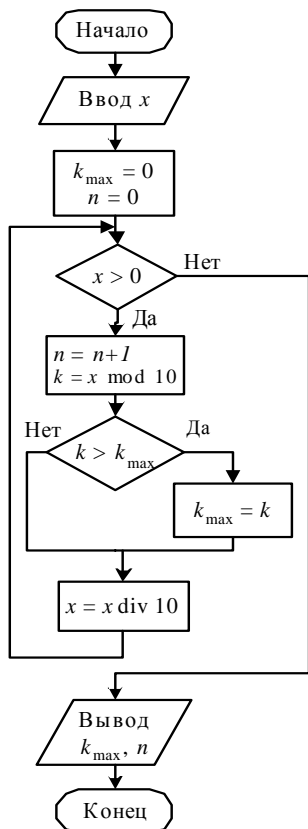 Начало
Ввод x
kmax = 0
n = 0
x > 0
Нет
Да
n = n+1
k = x mod 10
Нет
Да
k > kmax
kmax = k
x = x div 10
Вывод
kmax, n
Конец